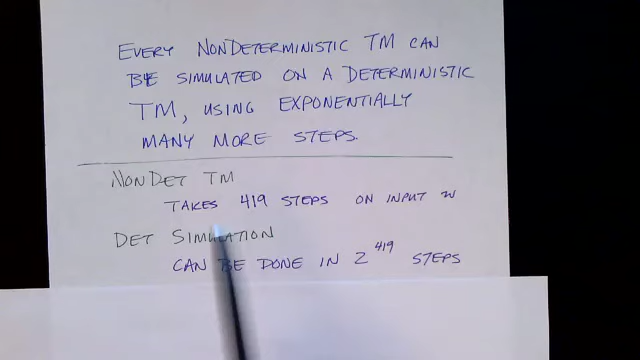 EVERY NONDETERMINISTIC TM CAN
BE SIMULATED ON A DETERMINISTIC
TM, USING EXPONENTIALLY
MANY MORE STEPS.
NONDET TM
TAKES 419 STEPS ON INPUT W
DET SIMULATION
CAN BE DONE IN 2^419 STEPS